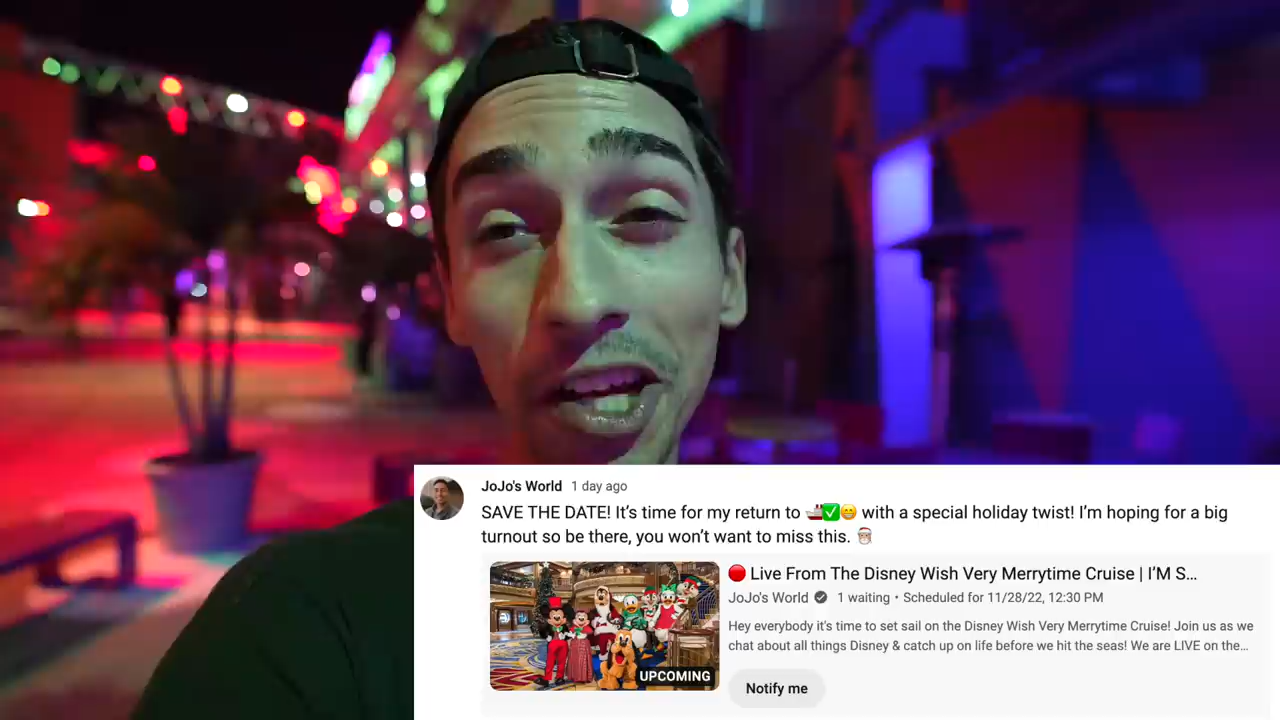 JoJo's World 1 day ago
SAVE THE DATE! It's time for my return to 🚢✅😁 with a special holiday twist! I'm hoping for a big
turnout so be there, you won't want to miss this. 🎅🏼
🔴 Live From The Disney Wish Very Merrytime Cruise | I'M S...
JoJo's World 1 waiting • Scheduled for 11/28/22, 12:30 PM
Hey everybody it's time to set sail on the Disney Wish Very Merrytime Cruise! Join us as we
chat about all things Disney & catch up on life before we hit the seas! We are LIVE on the...
UPCOMING
Notify me